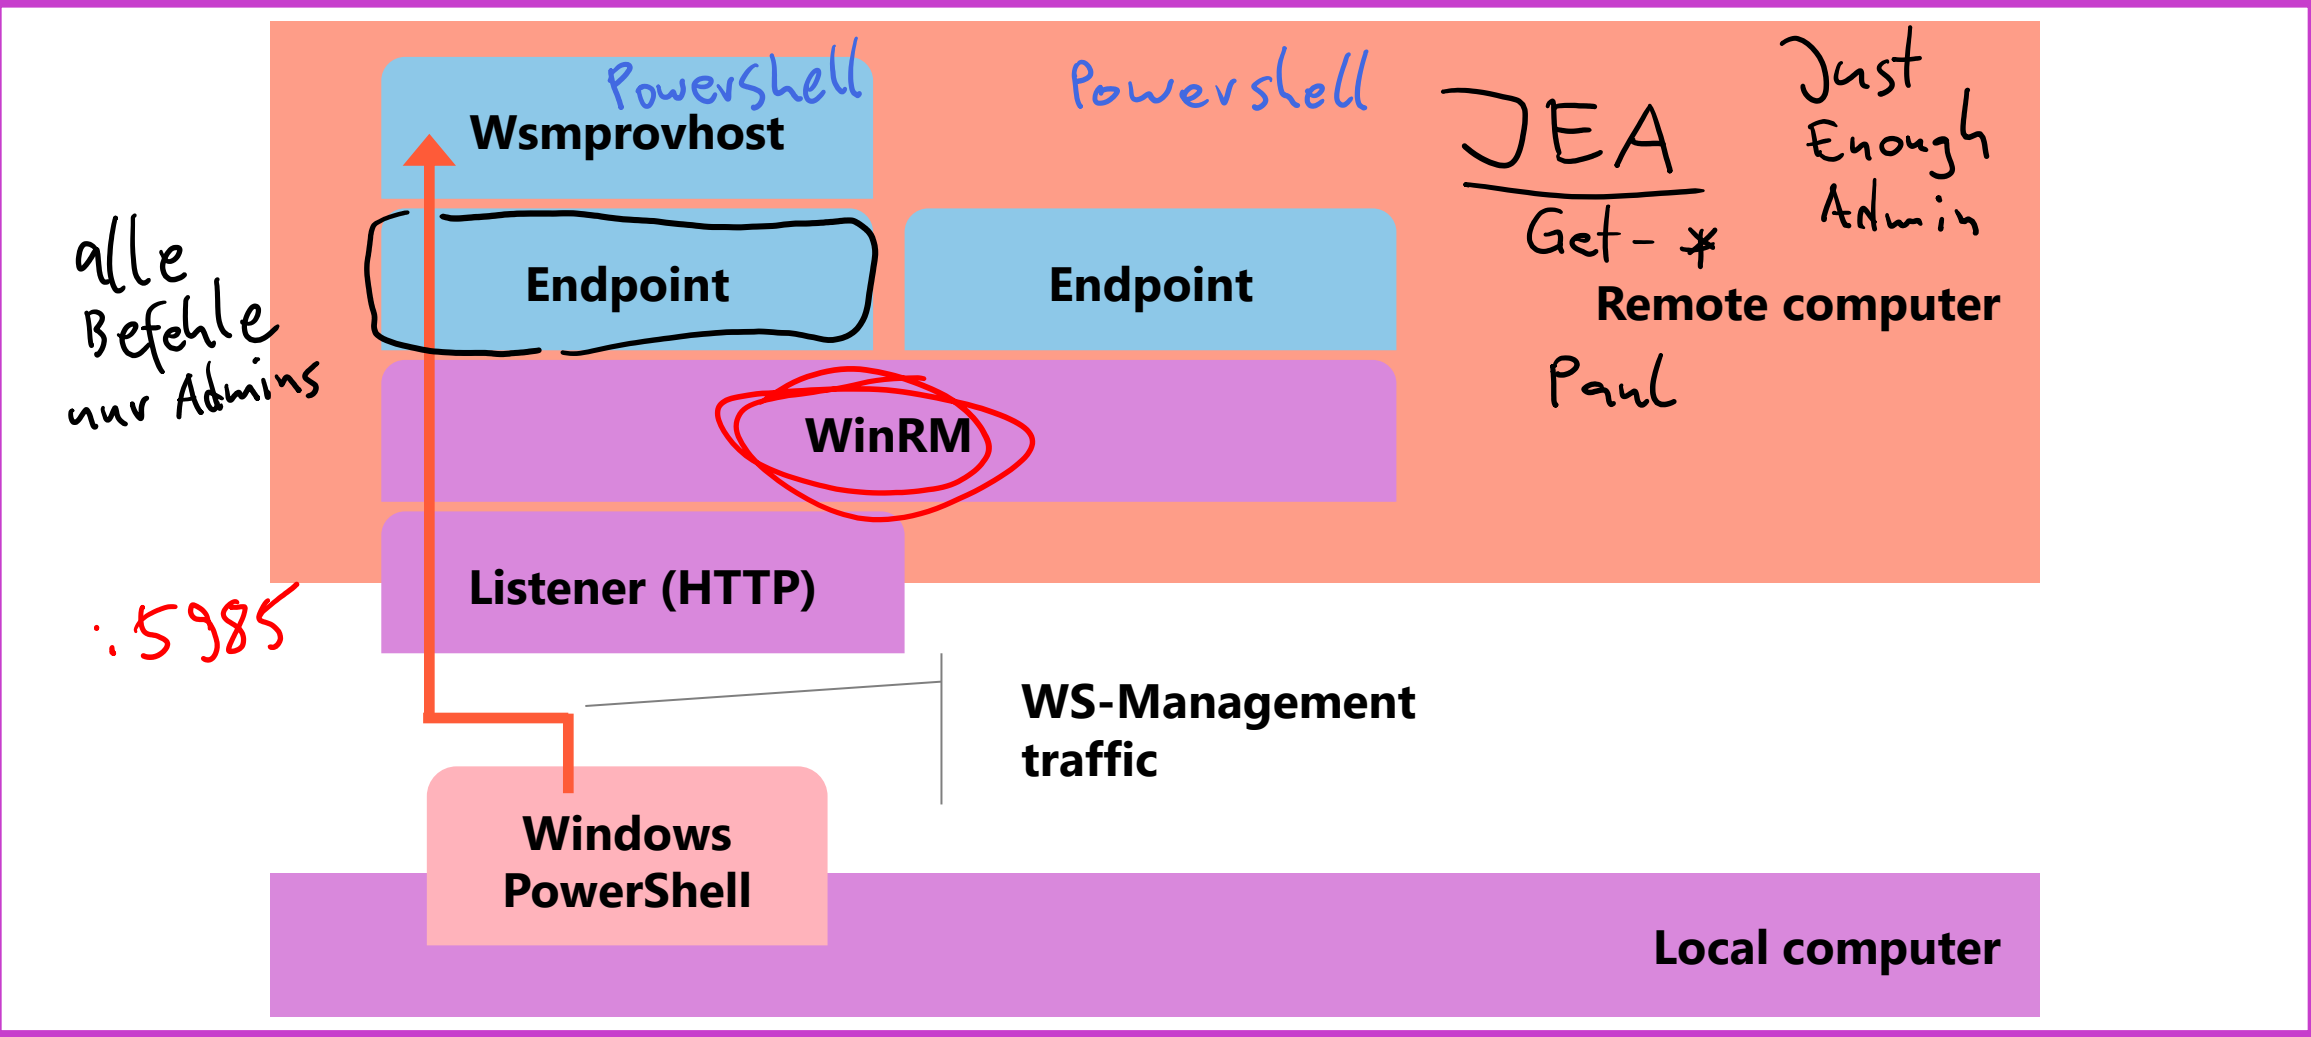 Powershell
Powershell
Wsmprovhost
JEA
Just
Enough
Admin
Get-*
alle
Befehle
nur Admins
Endpoint
Endpoint
Remote computer
Paul
WinRM
Listener (HTTP)
:5985
WS-Management
traffic
Windows
PowerShell
Local computer